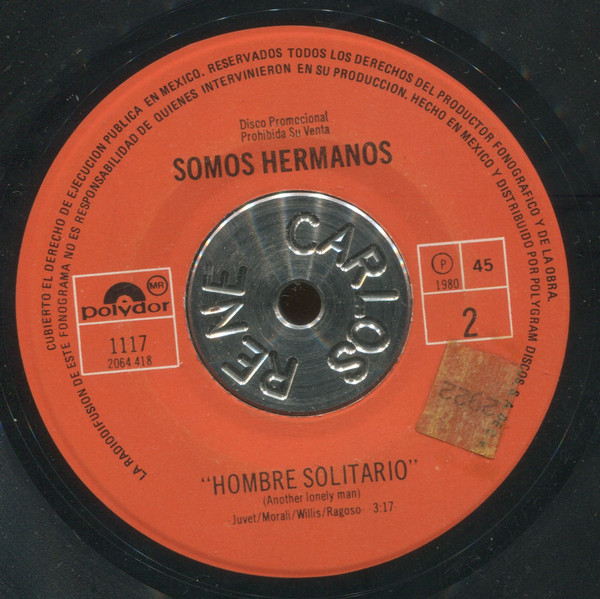 CUBIERTO EL DERECHO DE EJECUCION PUBLICA EN MEXICO. RESERVADOS TODOS LOS DERECHOS DEL PRODUCTOR FONOGRAFICO Y DE LA OBRA.
LA RADIODIFUSION DE ESTE FONOGRAMA NO ES RESPONSABILIDAD DE QUIENES INTERVINIERON EN SU PRODUCCION. HECHO EN MEXICO Y DISTRIBUIDO POR POLYGRAM DISCOS
Disco Promocional
Prohibida Su Venta
SOMOS HERMANOS
RENE CARLOS
MR
polydor
1117
2064 418
P
1980
45
2
2922
"HOMBRE SOLITARIO"
(Another lonely man)
-Juvet/Morali/Willis/Ragoso- -3:17-